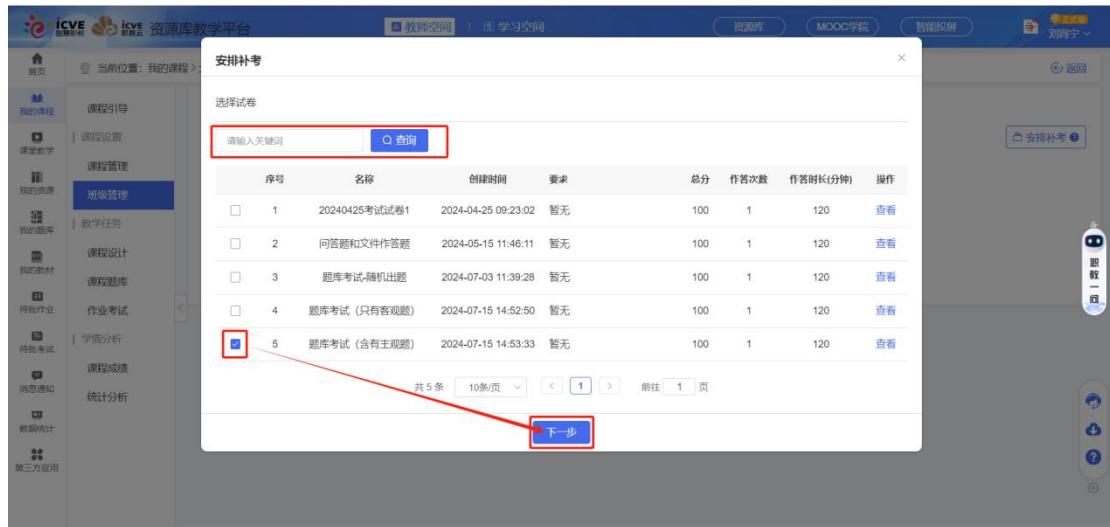 icve 智慧职教 icve 职教云 资源库教学平台 教师空间 学习空间 资源库 MOOC学院 智能投屏 正式版
刘清宁
首页
当前位置：我的课程> 返回
我的课程
课堂教学
我的资源
我的题库
我的教材
待批作业
待批考试
消息通知
数据统计
第三方应用
课程引导
课程设置
课程管理
班级管理
教学任务
课程设计
课程题库
作业考试
学情分析
课程成绩
统计分析
安排补考
安排补考
选择试卷
请输入关键词 查询
序号 名称 创建时间 要求 总分 作答次数 作答时长(分钟) 操作
1 20240425考试试卷1 2024-04-25 09:23:02 暂无 100 1 120 查看
2 问答题和文件作答题 2024-05-15 11:46:11 暂无 100 1 120 查看
3 题库考试-随机出题 2024-07-03 11:39:28 暂无 100 1 120 查看
4 题库考试（只有客观题） 2024-07-15 14:52:50 暂无 100 1 120 查看
5 题库考试（含有主观题） 2024-07-15 14:53:33 暂无 100 1 120 查看
共 5 条 10条/页 1 前往 1 页
下一步
职教一问